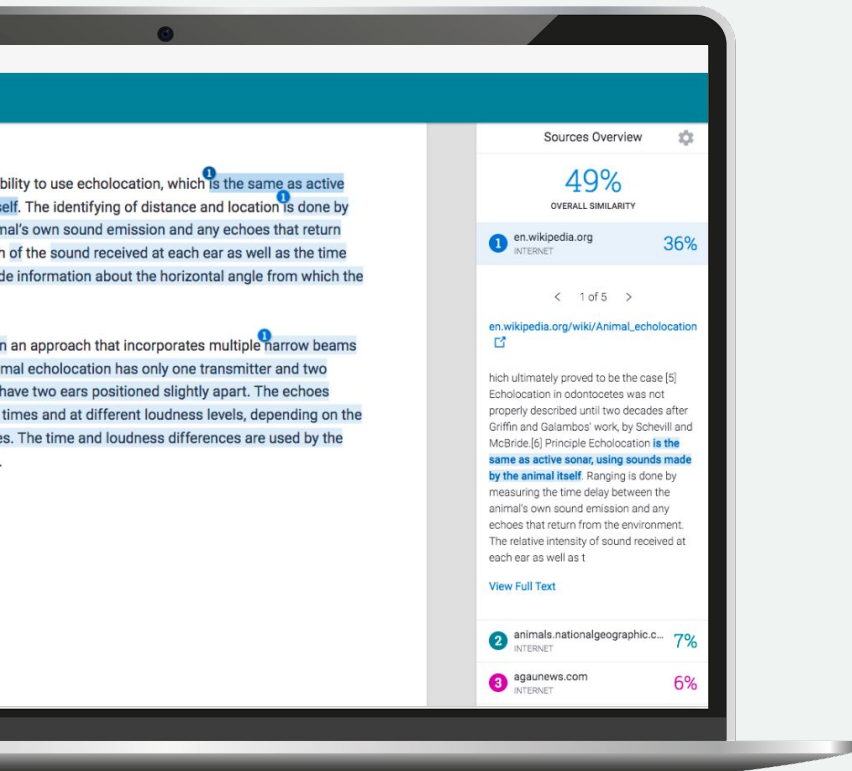 bility to use echolocation, which is the same as active
self. The identifying of distance and location is done by
mal's own sound emission and any echoes that return
n of the sound received at each ear as well as the time
de information about the horizontal angle from which the
n an approach that incorporates multiple narrow beams
mal echolocation has only one transmitter and two
have two ears positioned slightly apart. The echoes
times and at different loudness levels, depending on the
es. The time and loudness differences are used by the
.
1
1
1
Sources Overview
49%
OVERALL SIMILARITY
1 en.wikipedia.org 36%
INTERNET
< 1 of 5 >
en.wikipedia.org/wiki/Animal_echolocation
hich ultimately proved to be the case [5]
Echolocation in odontocetes was not
properly described until two decades after
Griffin and Galambos' work, by Schevill and
McBride.[6] Principle Echolocation is the
same as active sonar, using sounds made
by the animal itself. Ranging is done by
measuring the time delay between the
animal's own sound emission and any
echoes that return from the environment.
The relative intensity of sound received at
each ear as well as t
View Full Text
2 animals.nationalgeographic.c... 7%
INTERNET
3 agaunews.com 6%
INTERNET